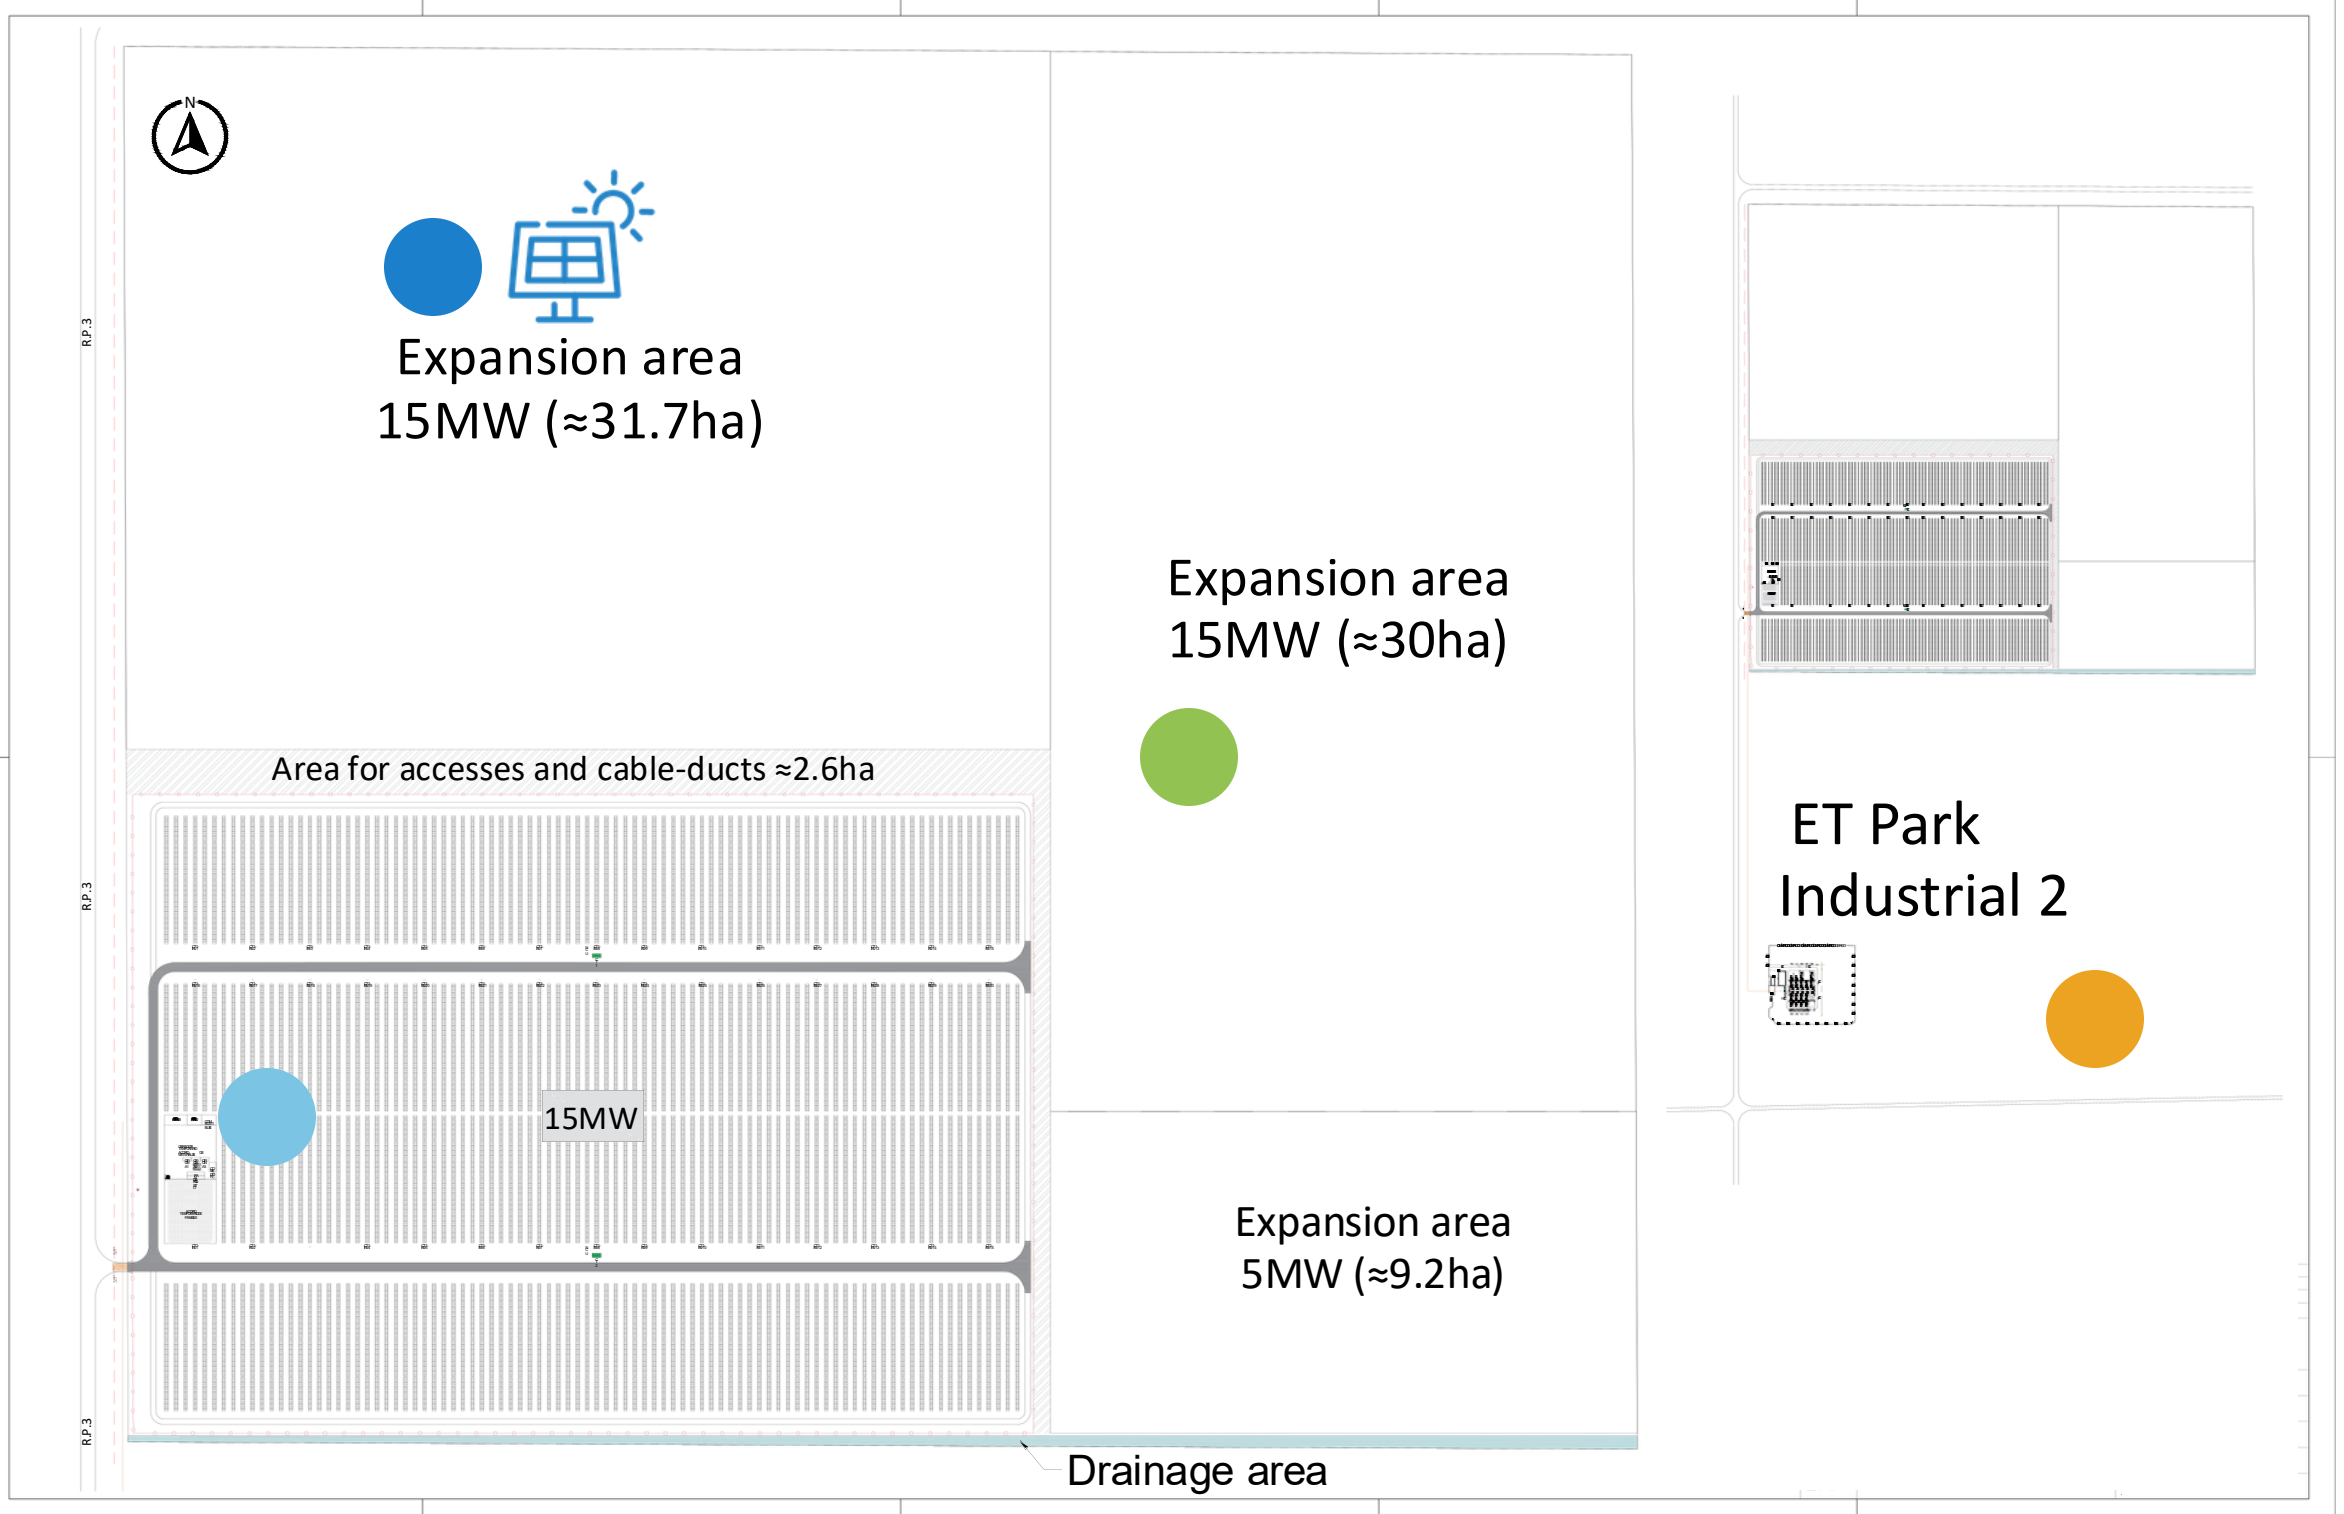 N
R.P.3
Expansion area
15MW (≈31.7ha)
Expansion area
15MW (≈30ha)
Area for accesses and cable-ducts ≈2.6ha
R.P.3
15MW
Expansion area
5MW (≈9.2ha)
R.P.3
Drainage area
ET Park
Industrial 2